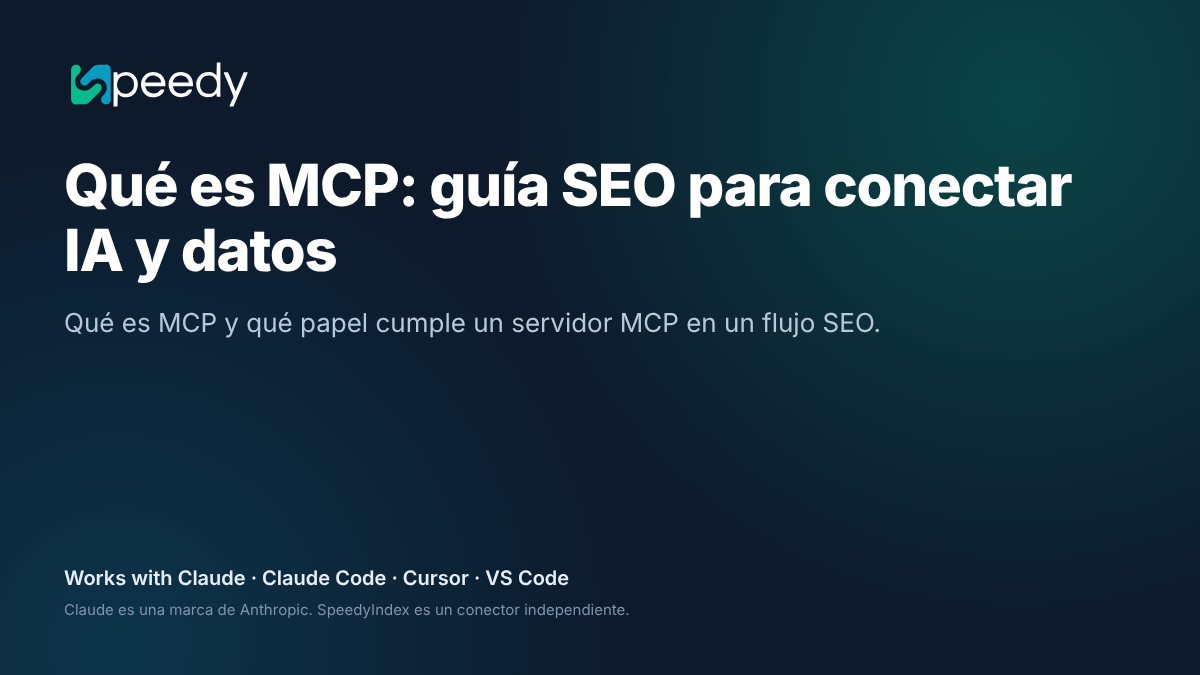 Speedy
Qué es MCP: guía SEO para conectar
IA y datos
Qué es MCP y qué papel cumple un servidor MCP en un flujo SEO.
Works with Claude · Claude Code · Cursor · VS Code
Claude es una marca de Anthropic. SpeedyIndex es un conector independiente.